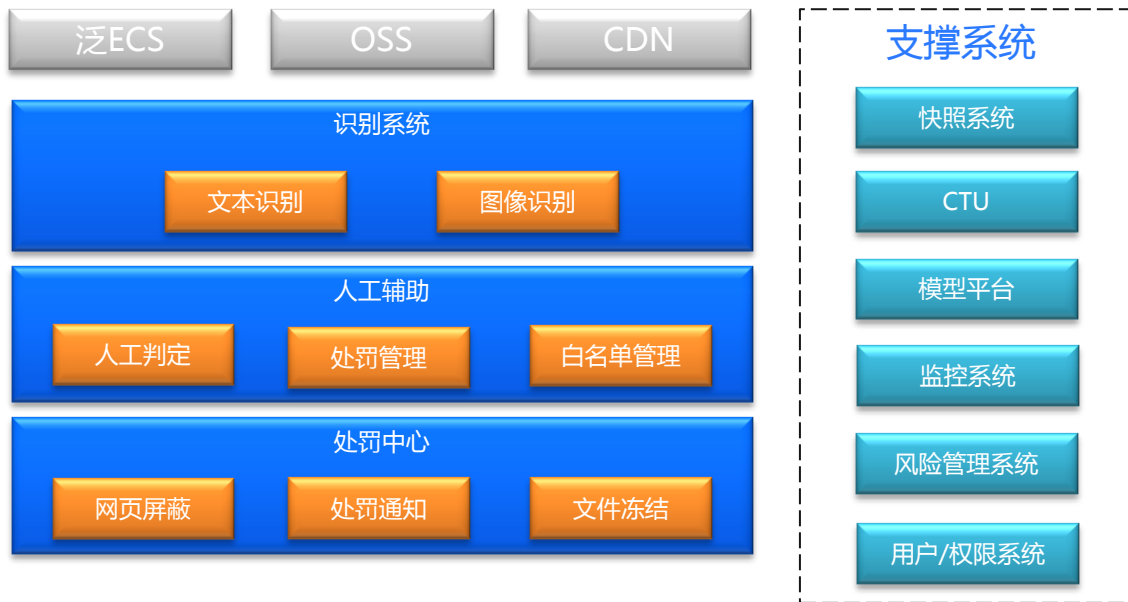 泛ECS
OSS
CDN
识别系统
文本识别
图像识别
人工辅助
人工判定
处罚管理
白名单管理
处罚中心
网页屏蔽
处罚通知
文件冻结
支撑系统
快照系统
CTU
模型平台
监控系统
风险管理系统
用户/权限系统